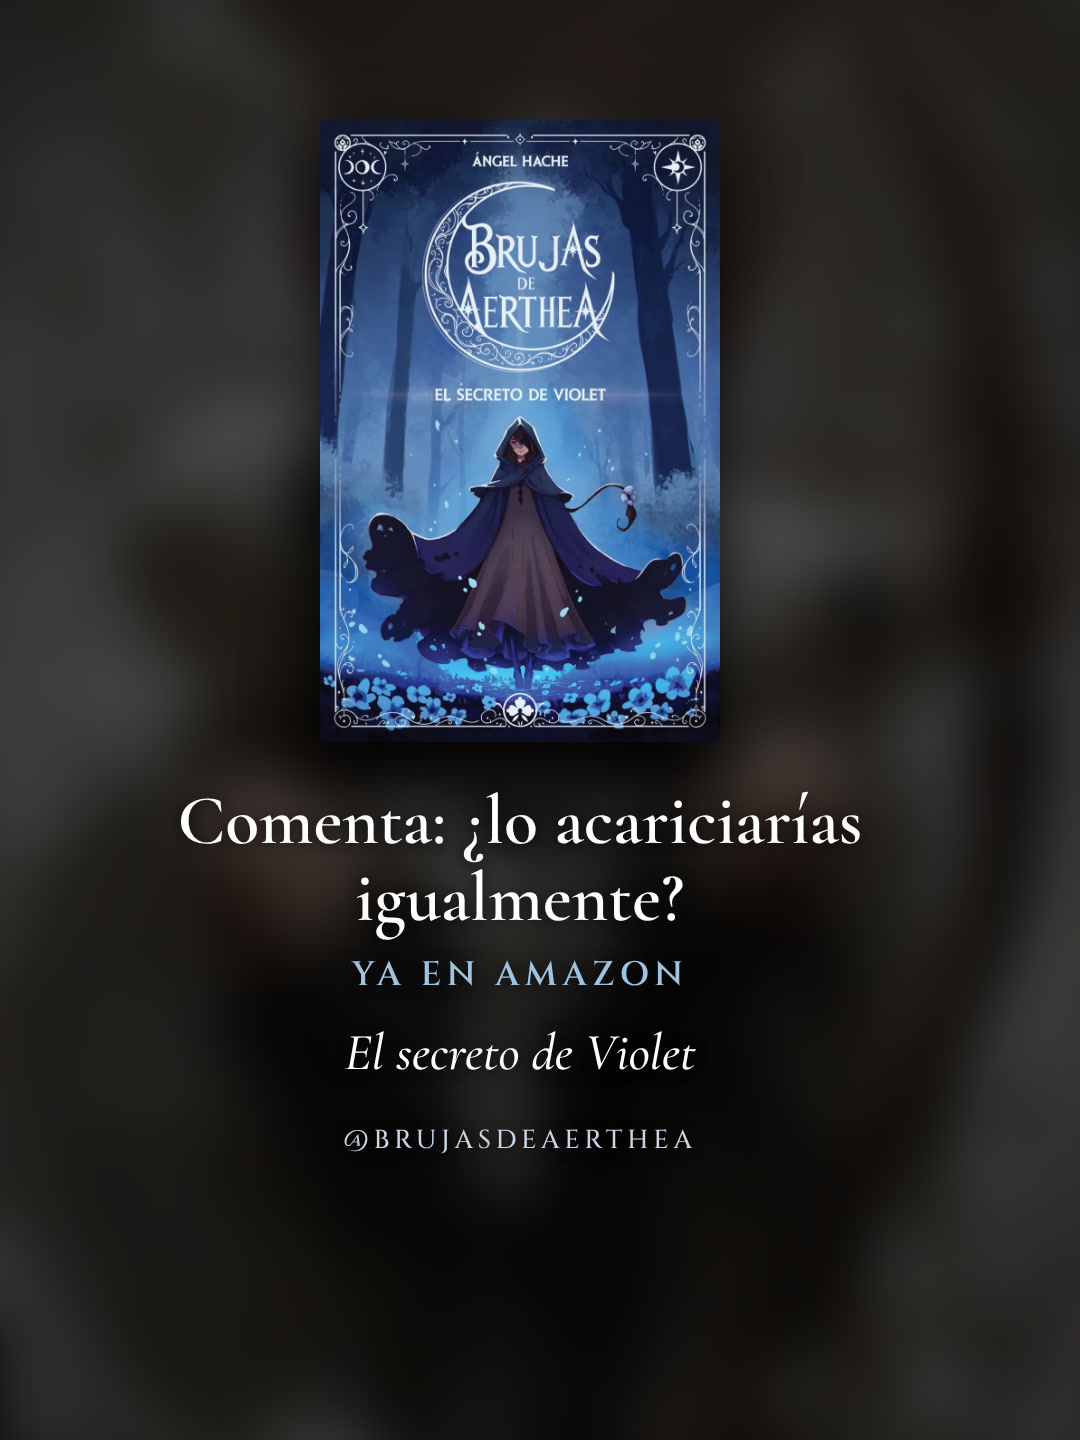 ÁNGEL HACHE
BRUJAS
DE
AERTHEA
EL SECRETO DE VIOLET
Comenta: ¿lo acariciarías
igualmente?
YA EN AMAZON
El secreto de Violet
@BRUJASDEAERTHEA